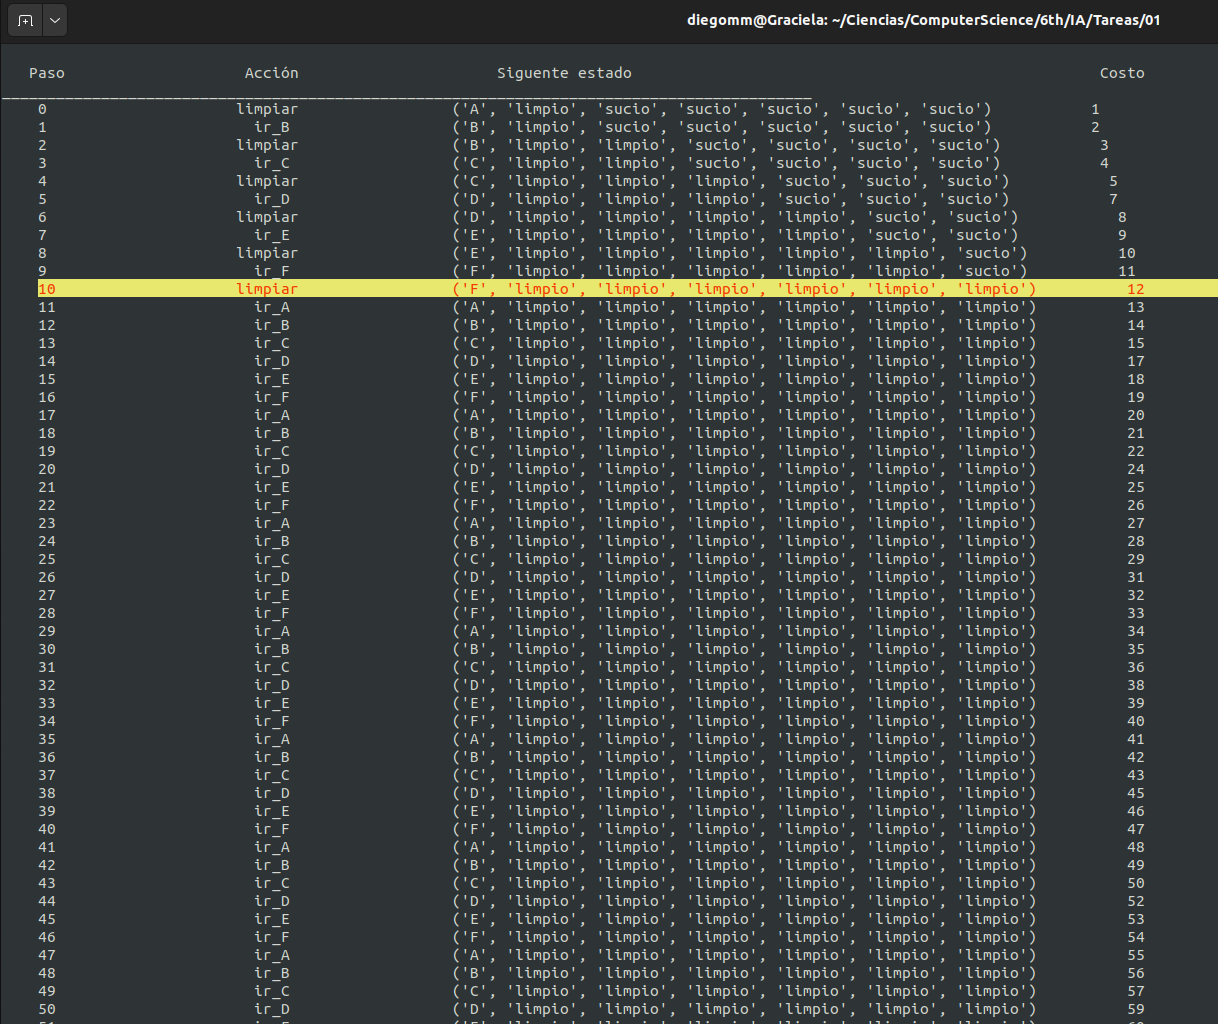 diegomm@Graciela: ~/Ciencias/ComputerScience/6th/IA/Tareas/01
Paso Acción Siguente estado Costo
0 limpiar ('A', 'limpio', 'sucio', 'sucio', 'sucio', 'sucio', 'sucio') 1
1 ir_B ('B', 'limpio', 'sucio', 'sucio', 'sucio', 'sucio', 'sucio') 2
2 limpiar ('B', 'limpio', 'limpio', 'sucio', 'sucio', 'sucio', 'sucio') 3
3 ir_C ('C', 'limpio', 'limpio', 'sucio', 'sucio', 'sucio', 'sucio') 4
4 limpiar ('C', 'limpio', 'limpio', 'limpio', 'sucio', 'sucio', 'sucio') 5
5 ir_D ('D', 'limpio', 'limpio', 'limpio', 'sucio', 'sucio', 'sucio') 7
6 limpiar ('D', 'limpio', 'limpio', 'limpio', 'limpio', 'sucio', 'sucio') 8
7 ir_E ('E', 'limpio', 'limpio', 'limpio', 'limpio', 'sucio', 'sucio') 9
8 limpiar ('E', 'limpio', 'limpio', 'limpio', 'limpio', 'limpio', 'sucio') 10
9 ir_F ('F', 'limpio', 'limpio', 'limpio', 'limpio', 'limpio', 'sucio') 11
10 limpiar ('F', 'limpio', 'limpio', 'limpio', 'limpio', 'limpio', 'limpio') 12
11 ir_A ('A', 'limpio', 'limpio', 'limpio', 'limpio', 'limpio', 'limpio') 13
12 ir_B ('B', 'limpio', 'limpio', 'limpio', 'limpio', 'limpio', 'limpio') 14
13 ir_C ('C', 'limpio', 'limpio', 'limpio', 'limpio', 'limpio', 'limpio') 15
14 ir_D ('D', 'limpio', 'limpio', 'limpio', 'limpio', 'limpio', 'limpio') 17
15 ir_E ('E', 'limpio', 'limpio', 'limpio', 'limpio', 'limpio', 'limpio') 18
16 ir_F ('F', 'limpio', 'limpio', 'limpio', 'limpio', 'limpio', 'limpio') 19
17 ir_A ('A', 'limpio', 'limpio', 'limpio', 'limpio', 'limpio', 'limpio') 20
18 ir_B ('B', 'limpio', 'limpio', 'limpio', 'limpio', 'limpio', 'limpio') 21
19 ir_C ('C', 'limpio', 'limpio', 'limpio', 'limpio', 'limpio', 'limpio') 22
20 ir_D ('D', 'limpio', 'limpio', 'limpio', 'limpio', 'limpio', 'limpio') 24
21 ir_E ('E', 'limpio', 'limpio', 'limpio', 'limpio', 'limpio', 'limpio') 25
22 ir_F ('F', 'limpio', 'limpio', 'limpio', 'limpio', 'limpio', 'limpio') 26
23 ir_A ('A', 'limpio', 'limpio', 'limpio', 'limpio', 'limpio', 'limpio') 27
24 ir_B ('B', 'limpio', 'limpio', 'limpio', 'limpio', 'limpio', 'limpio') 28
25 ir_C ('C', 'limpio', 'limpio', 'limpio', 'limpio', 'limpio', 'limpio') 29
26 ir_D ('D', 'limpio', 'limpio', 'limpio', 'limpio', 'limpio', 'limpio') 31
27 ir_E ('E', 'limpio', 'limpio', 'limpio', 'limpio', 'limpio', 'limpio') 32
28 ir_F ('F', 'limpio', 'limpio', 'limpio', 'limpio', 'limpio', 'limpio') 33
29 ir_A ('A', 'limpio', 'limpio', 'limpio', 'limpio', 'limpio', 'limpio') 34
30 ir_B ('B', 'limpio', 'limpio', 'limpio', 'limpio', 'limpio', 'limpio') 35
31 ir_C ('C', 'limpio', 'limpio', 'limpio', 'limpio', 'limpio', 'limpio') 36
32 ir_D ('D', 'limpio', 'limpio', 'limpio', 'limpio', 'limpio', 'limpio') 38
33 ir_E ('E', 'limpio', 'limpio', 'limpio', 'limpio', 'limpio', 'limpio') 39
34 ir_F ('F', 'limpio', 'limpio', 'limpio', 'limpio', 'limpio', 'limpio') 40
35 ir_A ('A', 'limpio', 'limpio', 'limpio', 'limpio', 'limpio', 'limpio') 41
36 ir_B ('B', 'limpio', 'limpio', 'limpio', 'limpio', 'limpio', 'limpio') 42
37 ir_C ('C', 'limpio', 'limpio', 'limpio', 'limpio', 'limpio', 'limpio') 43
38 ir_D ('D', 'limpio', 'limpio', 'limpio', 'limpio', 'limpio', 'limpio') 45
39 ir_E ('E', 'limpio', 'limpio', 'limpio', 'limpio', 'limpio', 'limpio') 46
40 ir_F ('F', 'limpio', 'limpio', 'limpio', 'limpio', 'limpio', 'limpio') 47
41 ir_A ('A', 'limpio', 'limpio', 'limpio', 'limpio', 'limpio', 'limpio') 48
42 ir_B ('B', 'limpio', 'limpio', 'limpio', 'limpio', 'limpio', 'limpio') 49
43 ir_C ('C', 'limpio', 'limpio', 'limpio', 'limpio', 'limpio', 'limpio') 50
44 ir_D ('D', 'limpio', 'limpio', 'limpio', 'limpio', 'limpio', 'limpio') 52
45 ir_E ('E', 'limpio', 'limpio', 'limpio', 'limpio', 'limpio', 'limpio') 53
46 ir_F ('F', 'limpio', 'limpio', 'limpio', 'limpio', 'limpio', 'limpio') 54
47 ir_A ('A', 'limpio', 'limpio', 'limpio', 'limpio', 'limpio', 'limpio') 55
48 ir_B ('B', 'limpio', 'limpio', 'limpio', 'limpio', 'limpio', 'limpio') 56
49 ir_C ('C', 'limpio', 'limpio', 'limpio', 'limpio', 'limpio', 'limpio') 57
50 ir_D ('D', 'limpio', 'limpio', 'limpio', 'limpio', 'limpio', 'limpio') 59